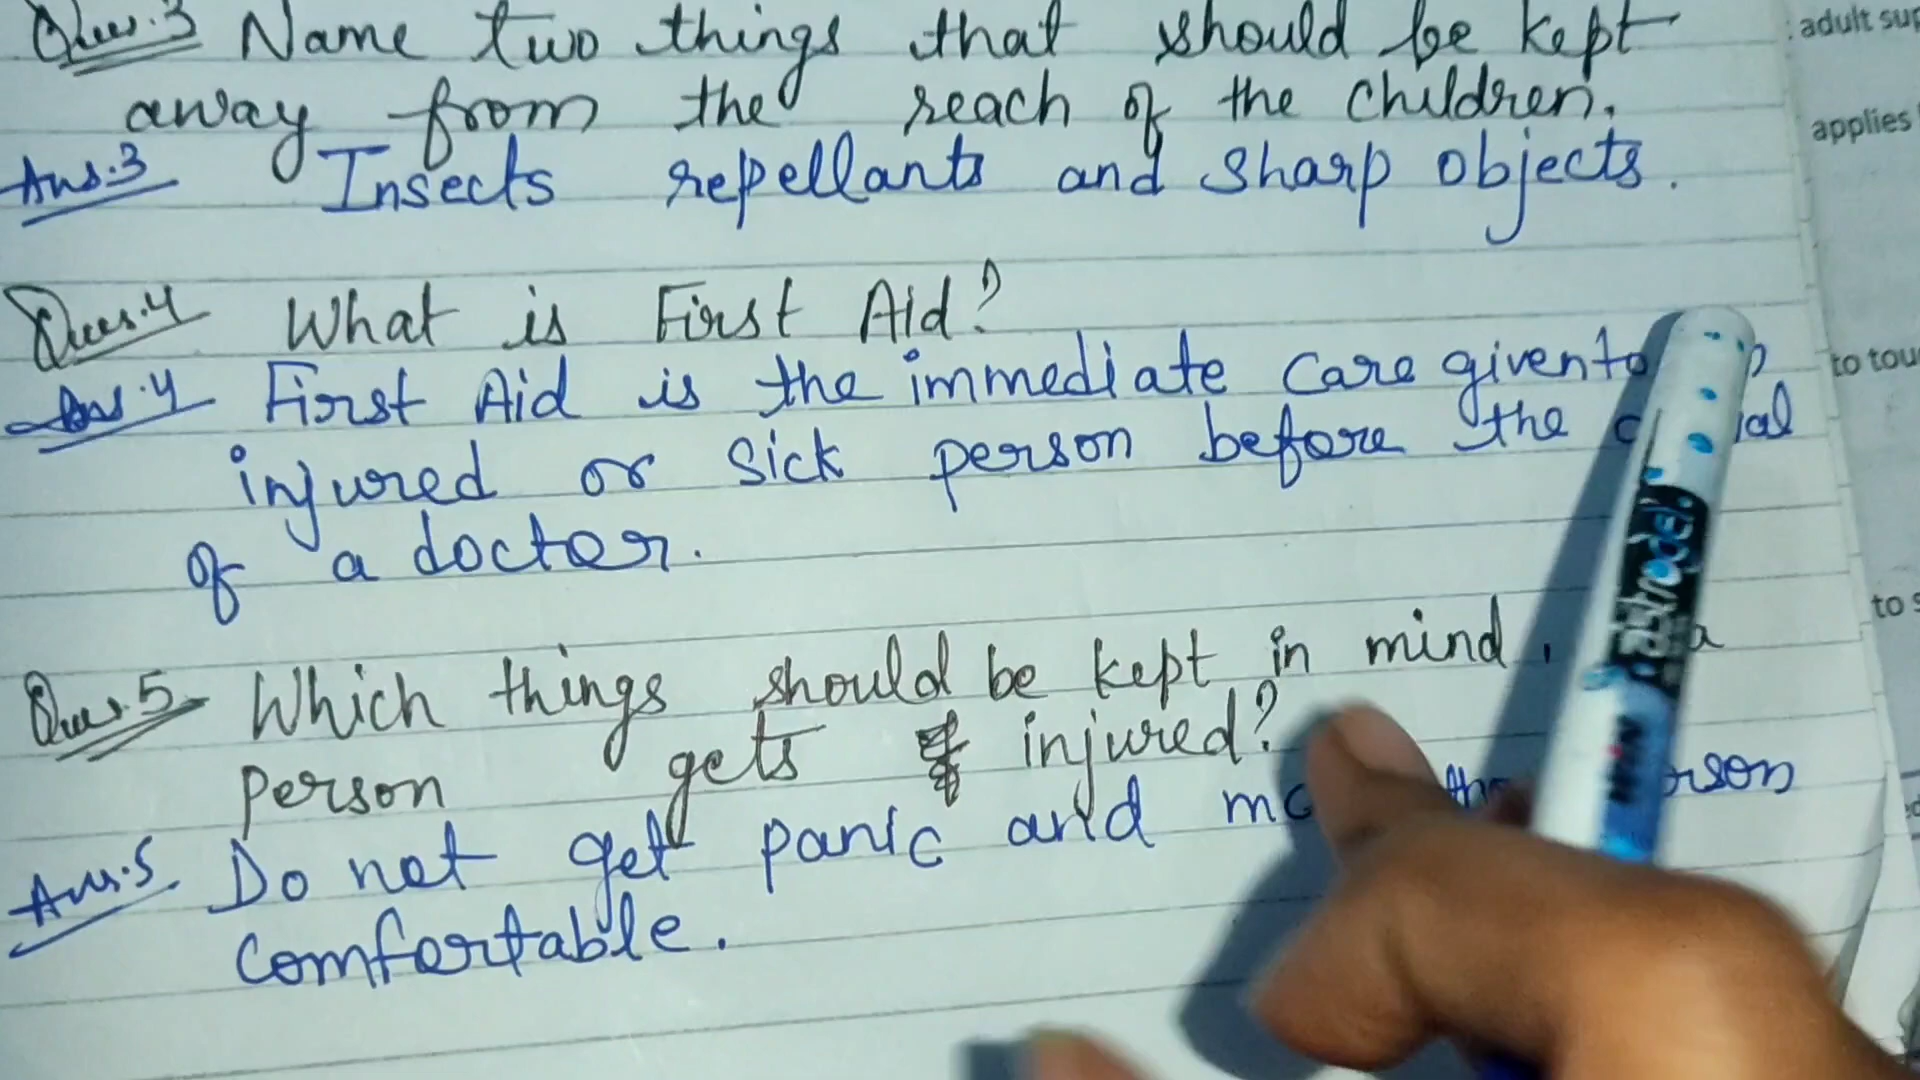 Ques.3 Name two things that should be kept
away from the reach of the children.
Ans.3 Insects repellants and sharp objects.
Ques.4 What is First Aid?
Ans.4 First Aid is the immediate care given to
injured or sick person before the
of a doctor.
Ques.5 Which things should be kept in mind a
person gets injured?
Ans.5 Do not get panic and
comfortable.
adult sup
applies
to tou
to s
astrodel